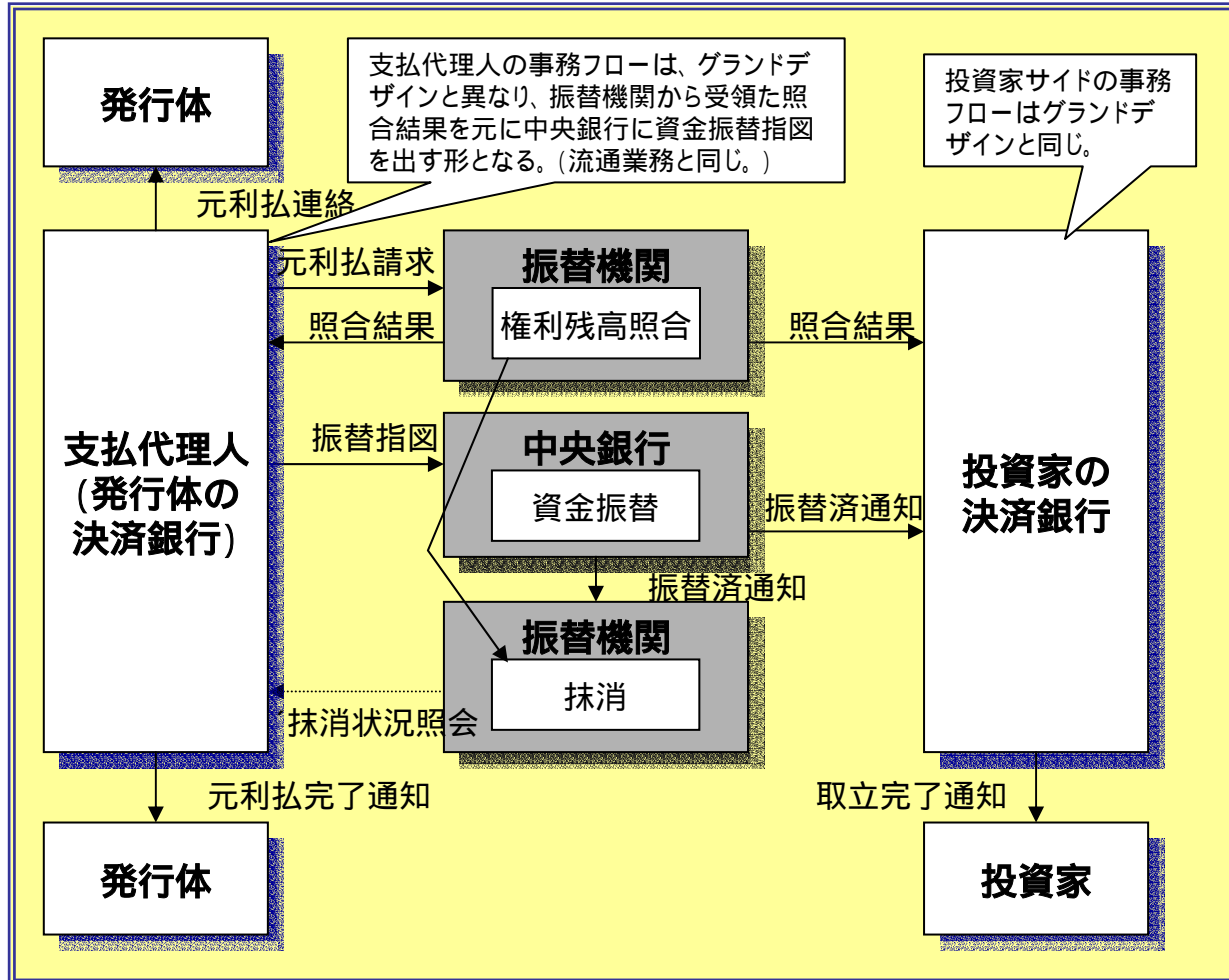 発行体
支払代理人の事務フローは、グランドデ
ザインと異なり、振替機関から受領た照
合結果を元に中央銀行に資金振替指図
を出す形となる。(流通業務と同じ。)
投資家サイドの事務
フローはグランドデ
ザインと同じ。
元利払連絡
元利払請求
振替機関
権利残高照合
照合結果
照合結果
支払代理人
(発行体の
決済銀行)
振替指図
中央銀行
資金振替
振替済通知
投資家の
決済銀行
振替済通知
振替機関
抹消
抹消状況照会
元利払完了通知
取立完了通知
発行体
投資家